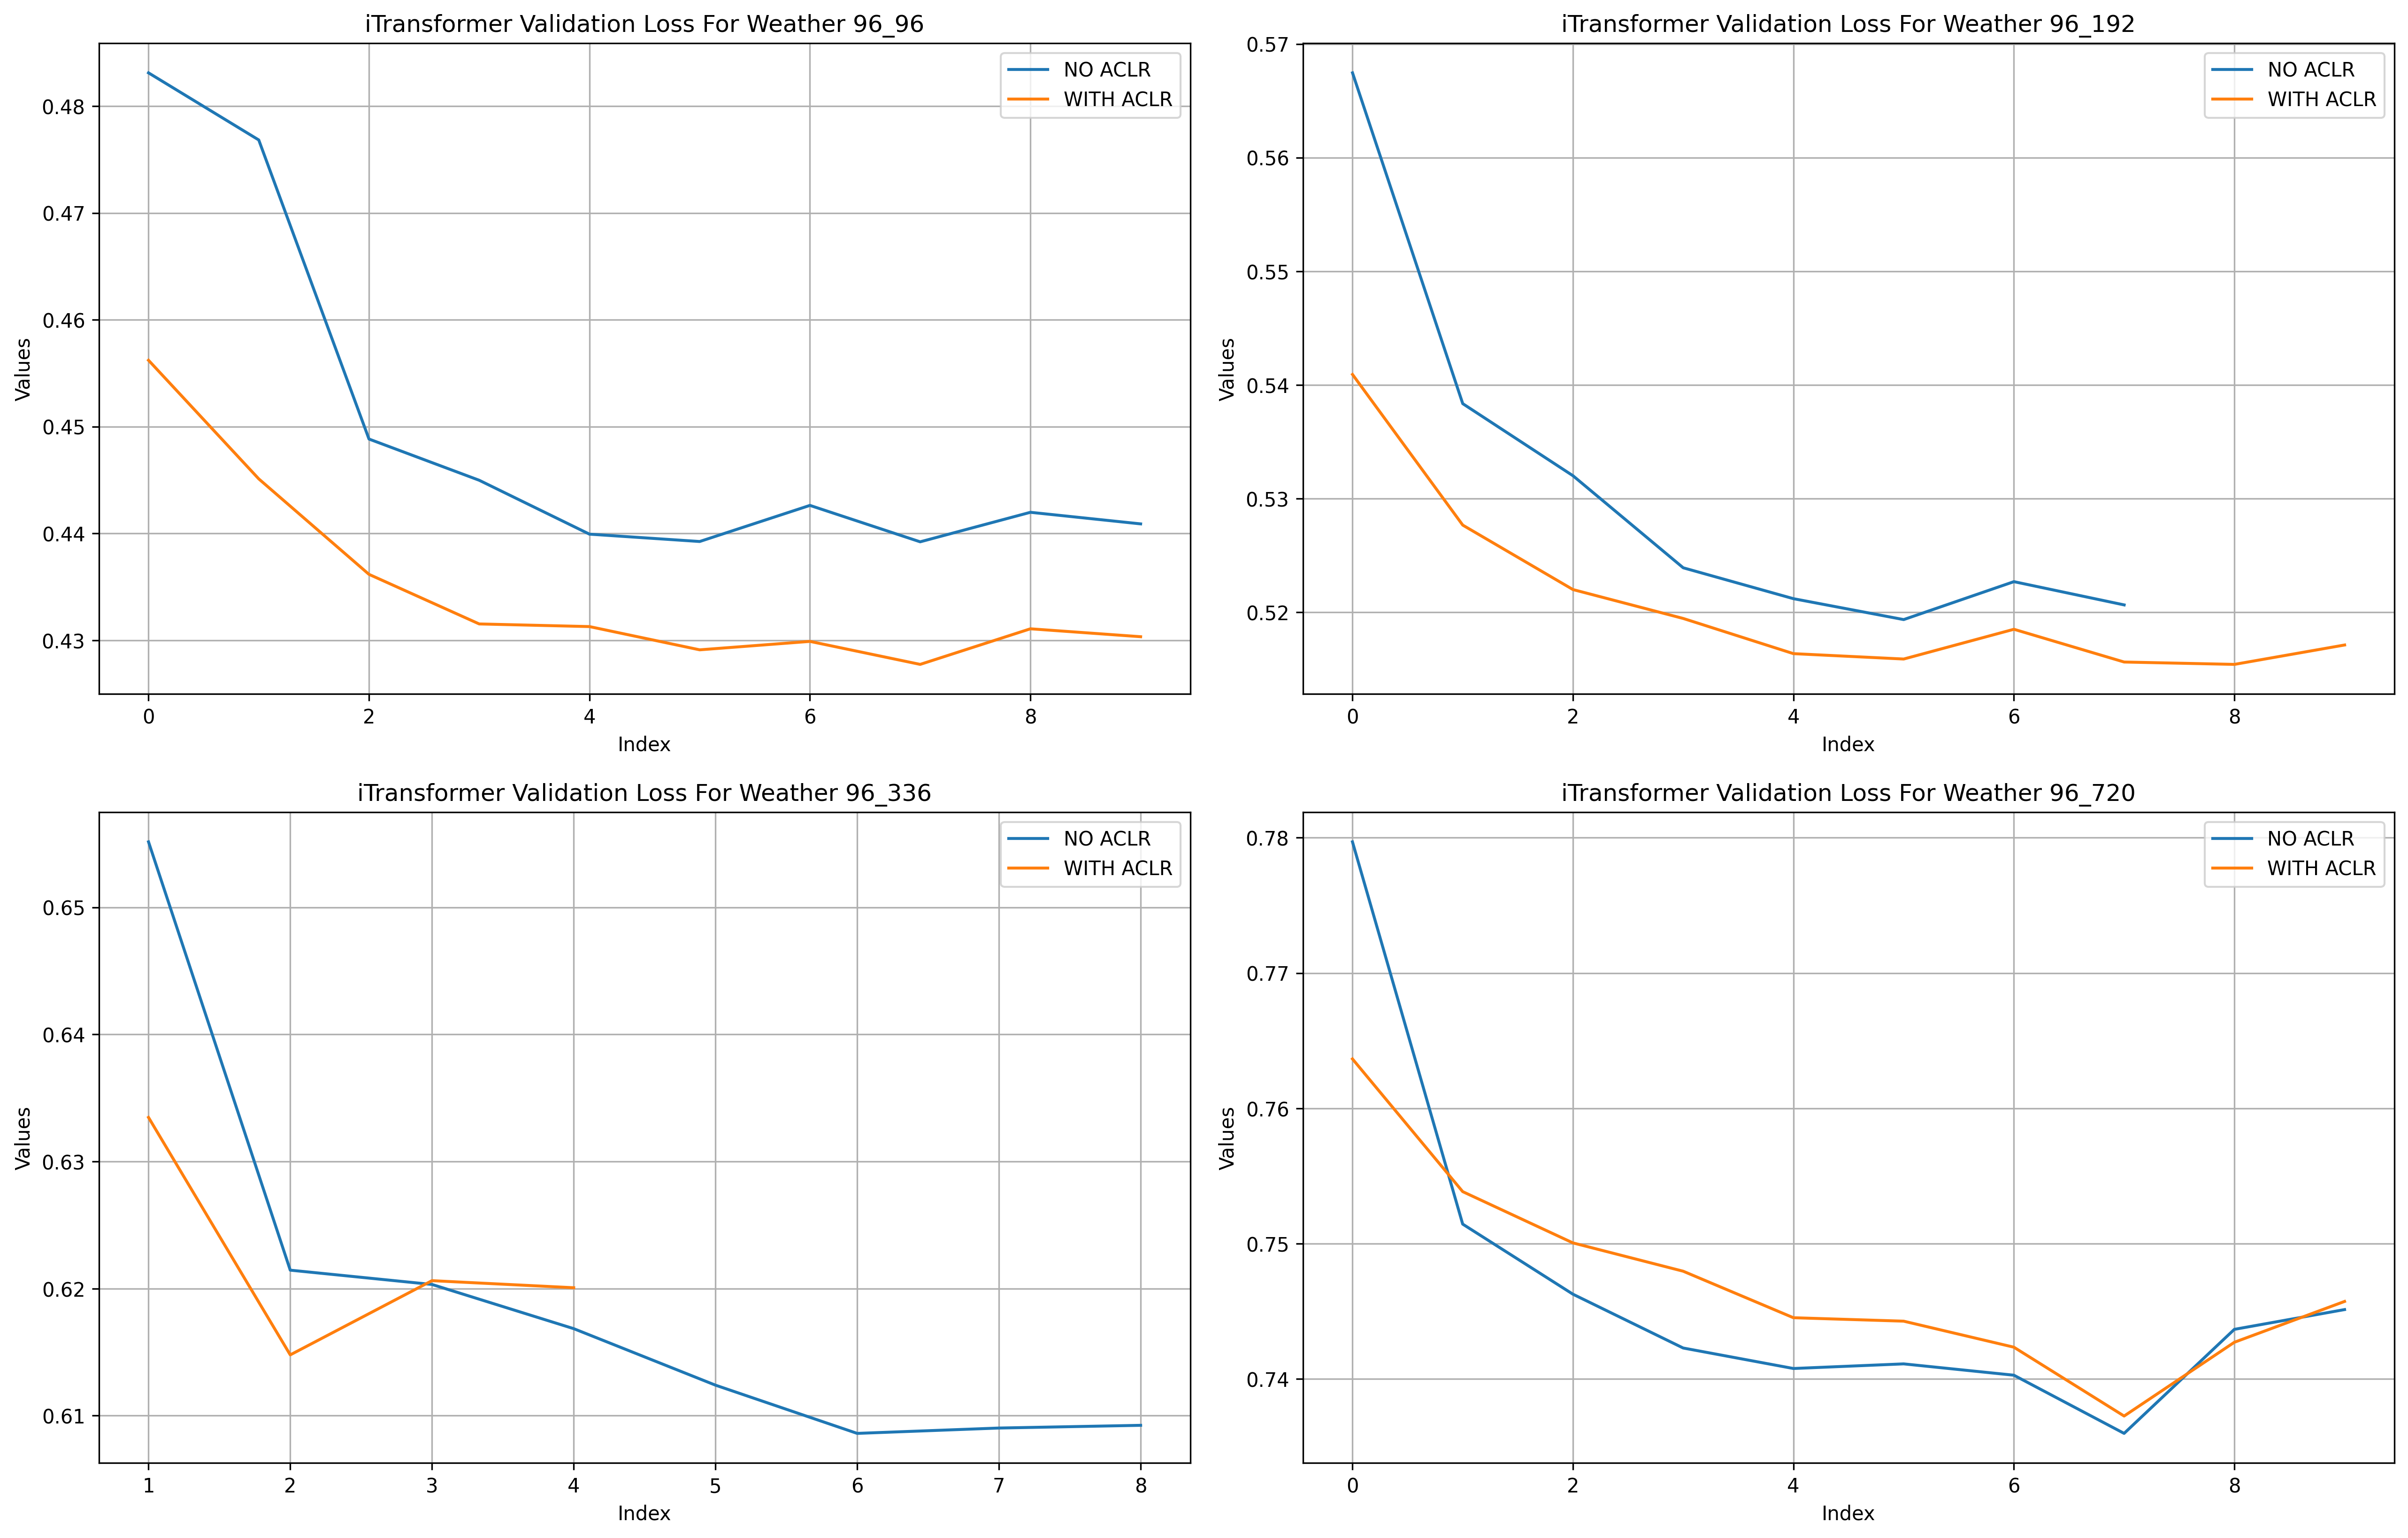 iTransformer Validation Loss For Weather 96_96
NO ACLR
WITH ACLR
0.48
0.47
0.46
0.45
0.44
0.43
Values
0 2 4 6 8
Index
iTransformer Validation Loss For Weather 96_192
NO ACLR
WITH ACLR
0.57
0.56
0.55
0.54
0.53
0.52
Values
0 2 4 6 8
Index
iTransformer Validation Loss For Weather 96_336
NO ACLR
WITH ACLR
0.65
0.64
0.63
0.62
0.61
Values
1 2 3 4 5 6 7 8
Index
iTransformer Validation Loss For Weather 96_720
NO ACLR
WITH ACLR
0.78
0.77
0.76
0.75
0.74
Values
0 2 4 6 8
Index